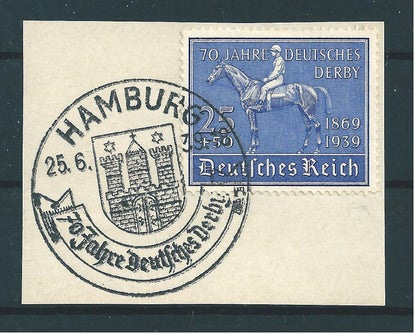 70 JAHRE DEUTSCHES
DERBY
25
+50
1869
1939
Deutsches Reich
HAMBURG
25.6.
70 Jahre Deutsches Derby